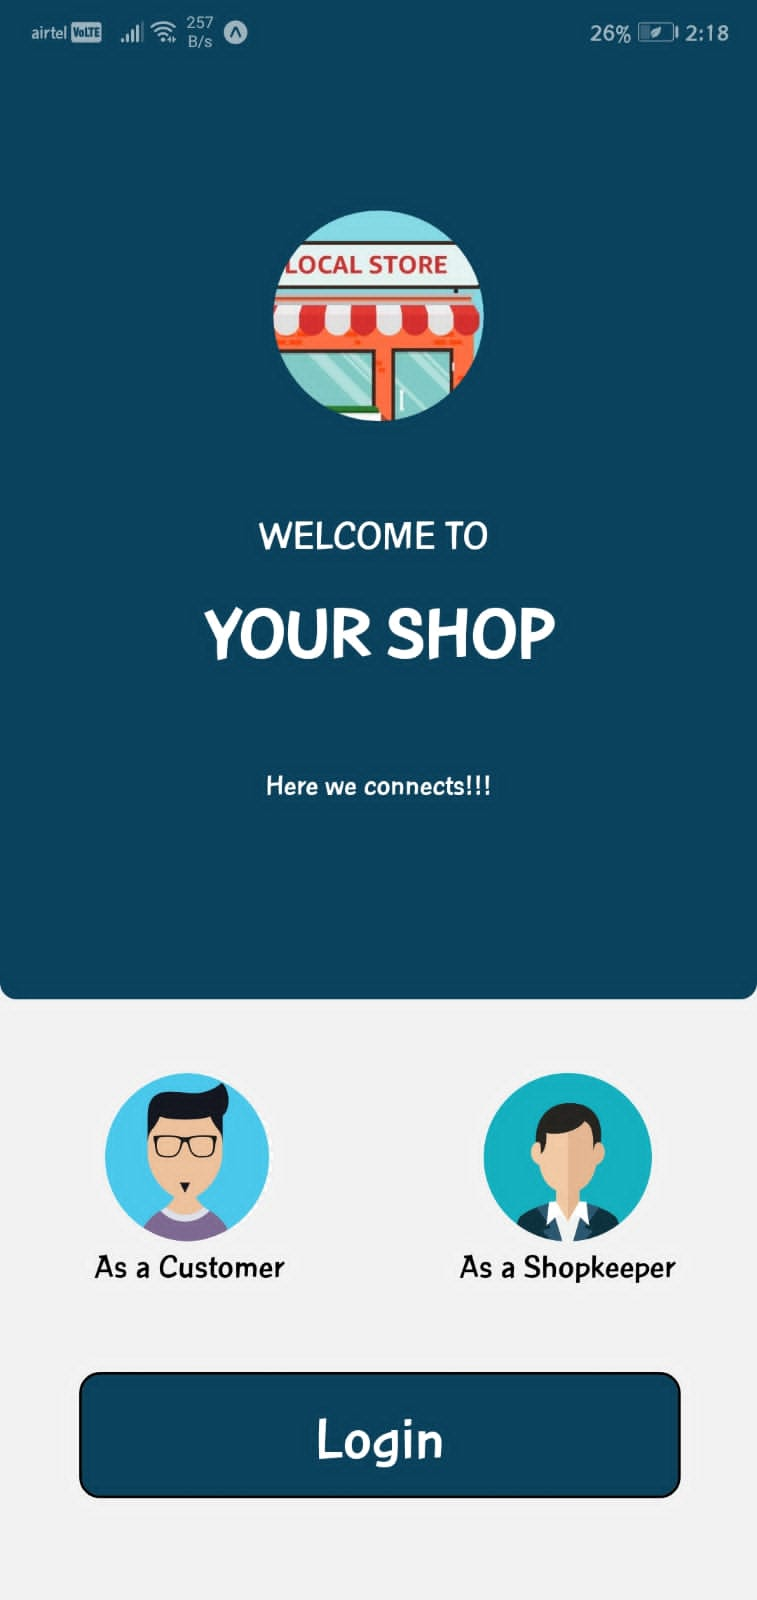 airtel VoLTE 257 B/s 26% 2:18
LOCAL STORE
WELCOME TO
YOUR SHOP
Here we connects!!!
As a Customer As a Shopkeeper
Login